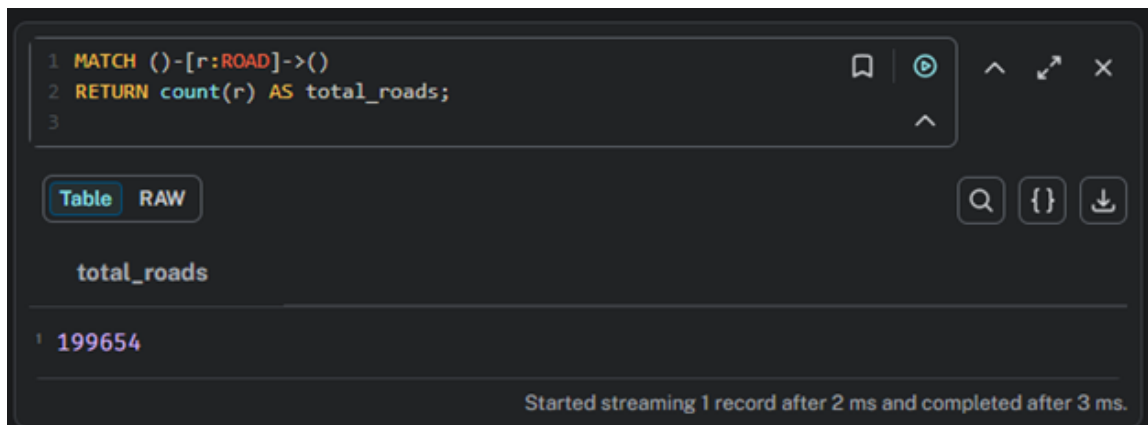 1 MATCH ()-[r:ROAD]->()
2 RETURN count(r) AS total_roads;
3
Table RAW
{}
total_roads
1 199654
Started streaming 1 record after 2 ms and completed after 3 ms.